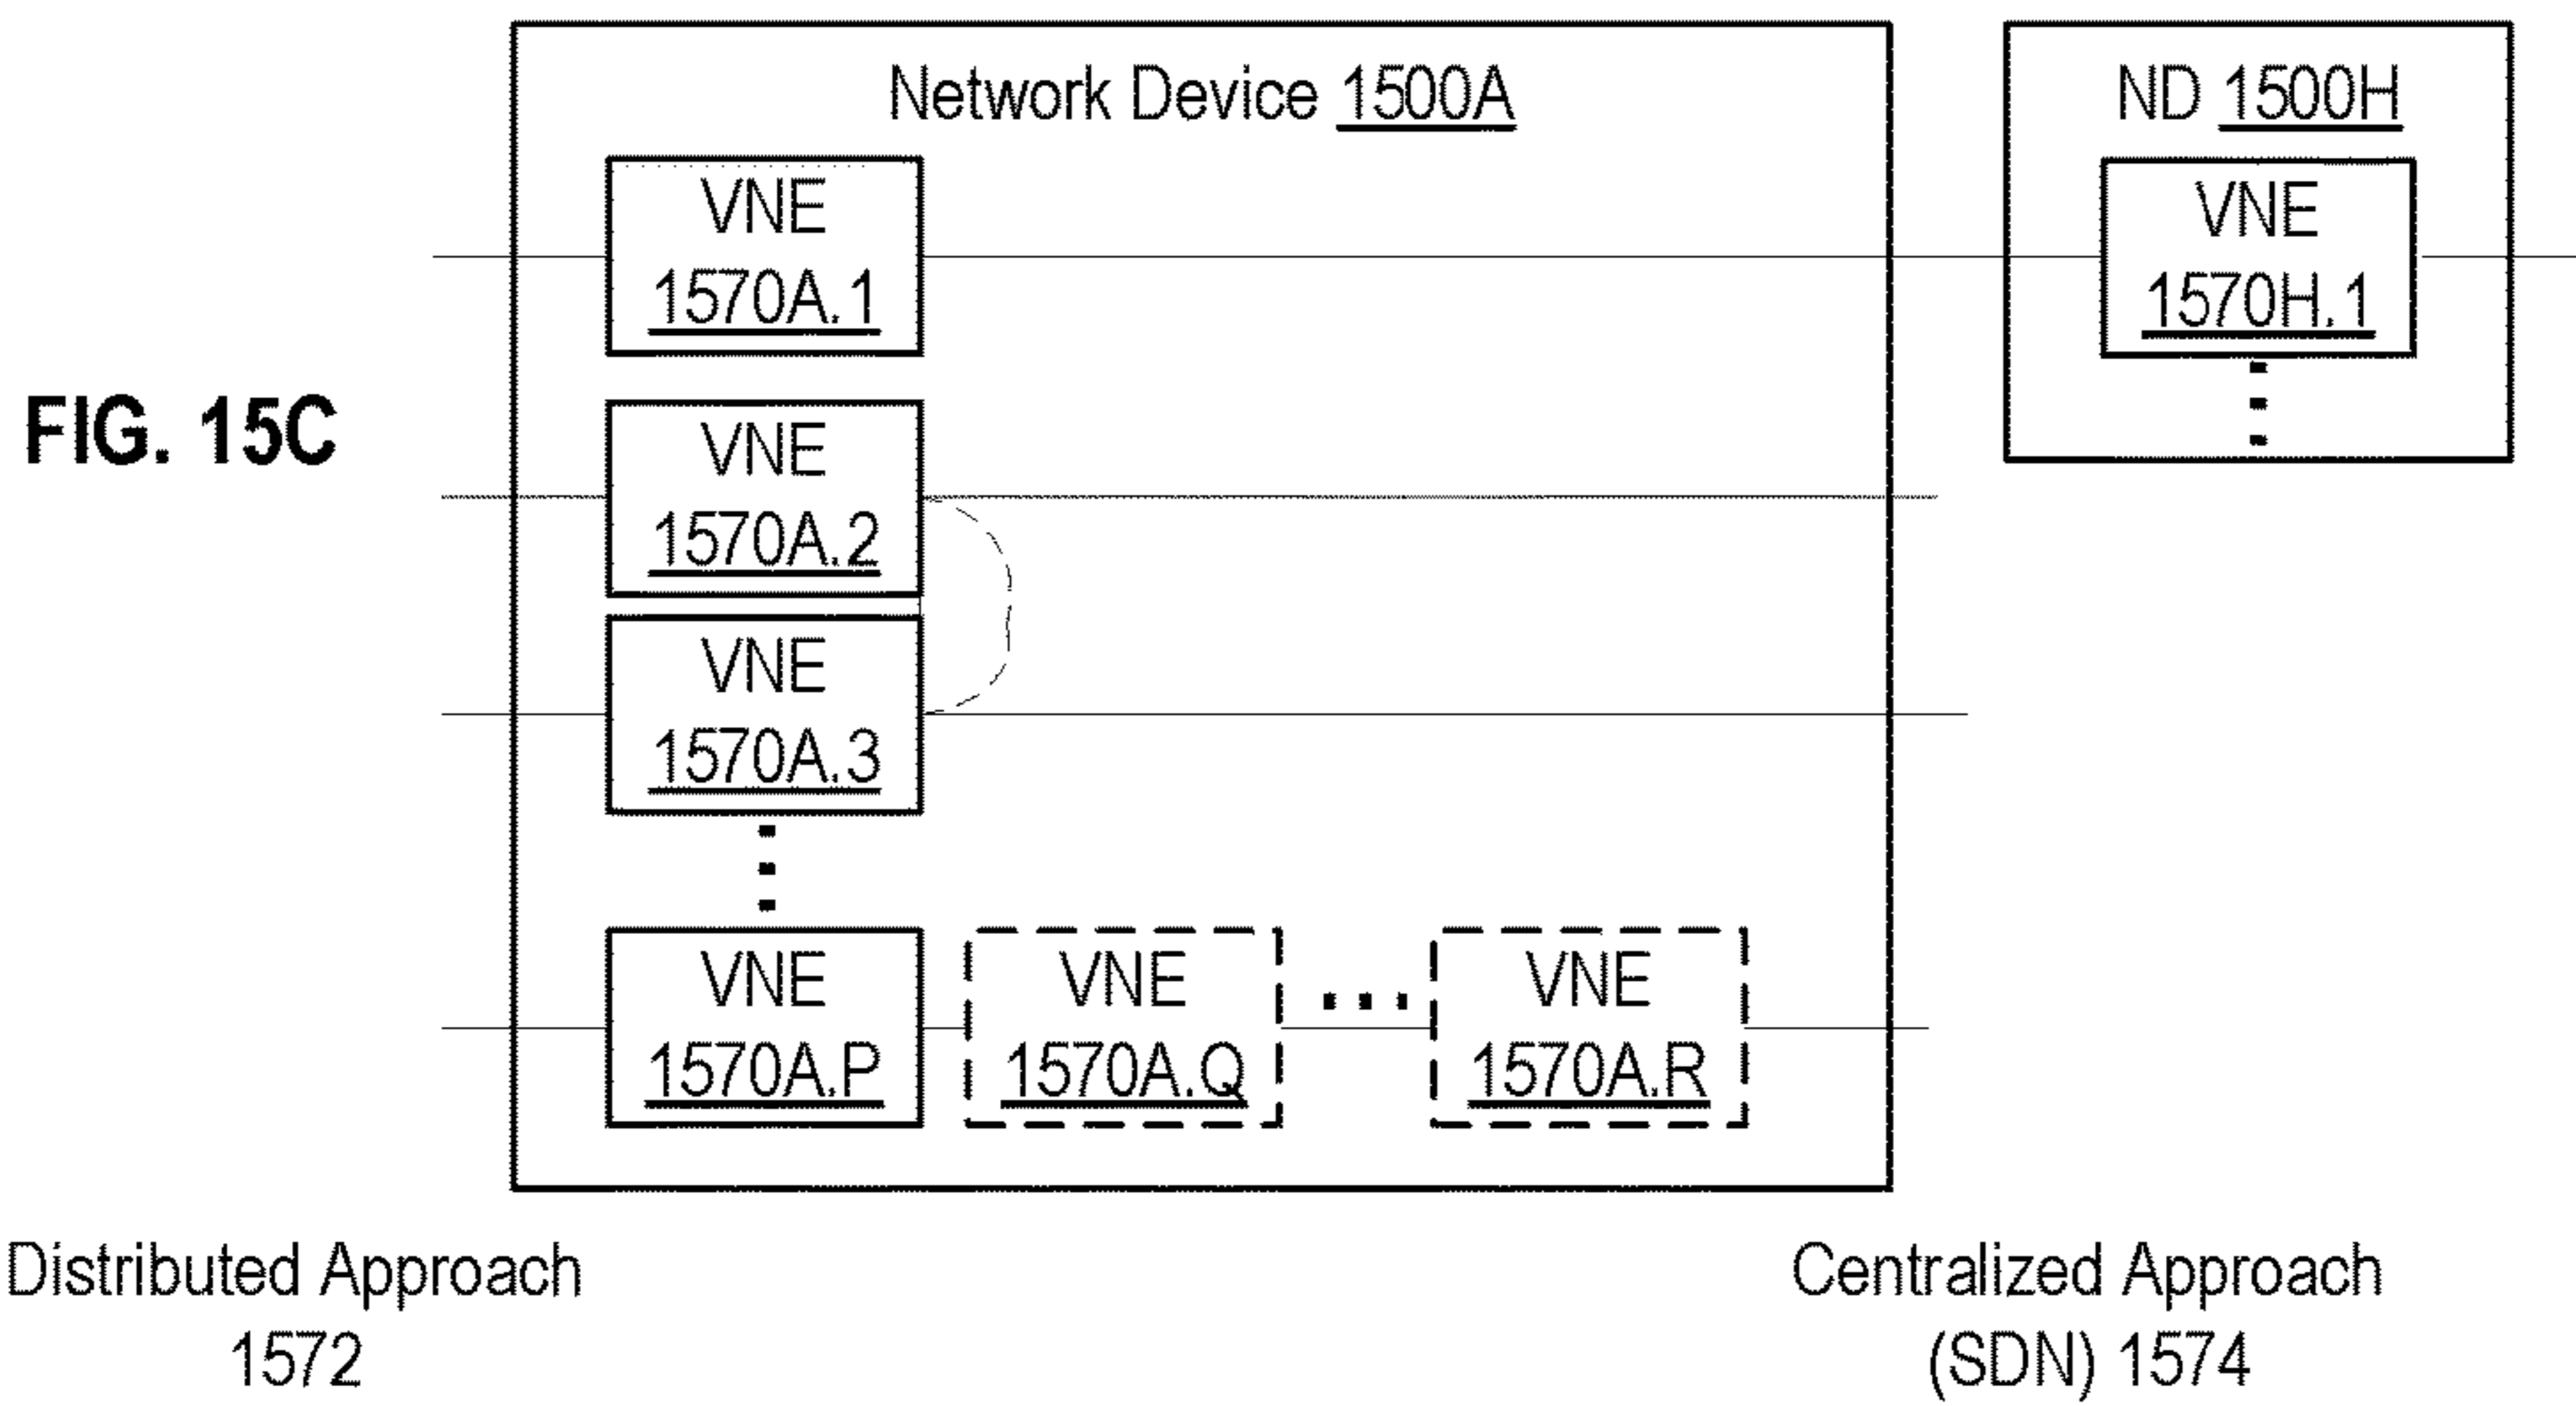 Network Device 1500A
ND 1500H
VNE
1570A.1
VNE
1570H.1
FIG. 15C
VNE
1570A.2
VNE
1570A.3
VNE
1570A.P
VNE
1570A.Q
VNE
1570A.R
Distributed Approach
1572
Centralized Approach
(SDN) 1574